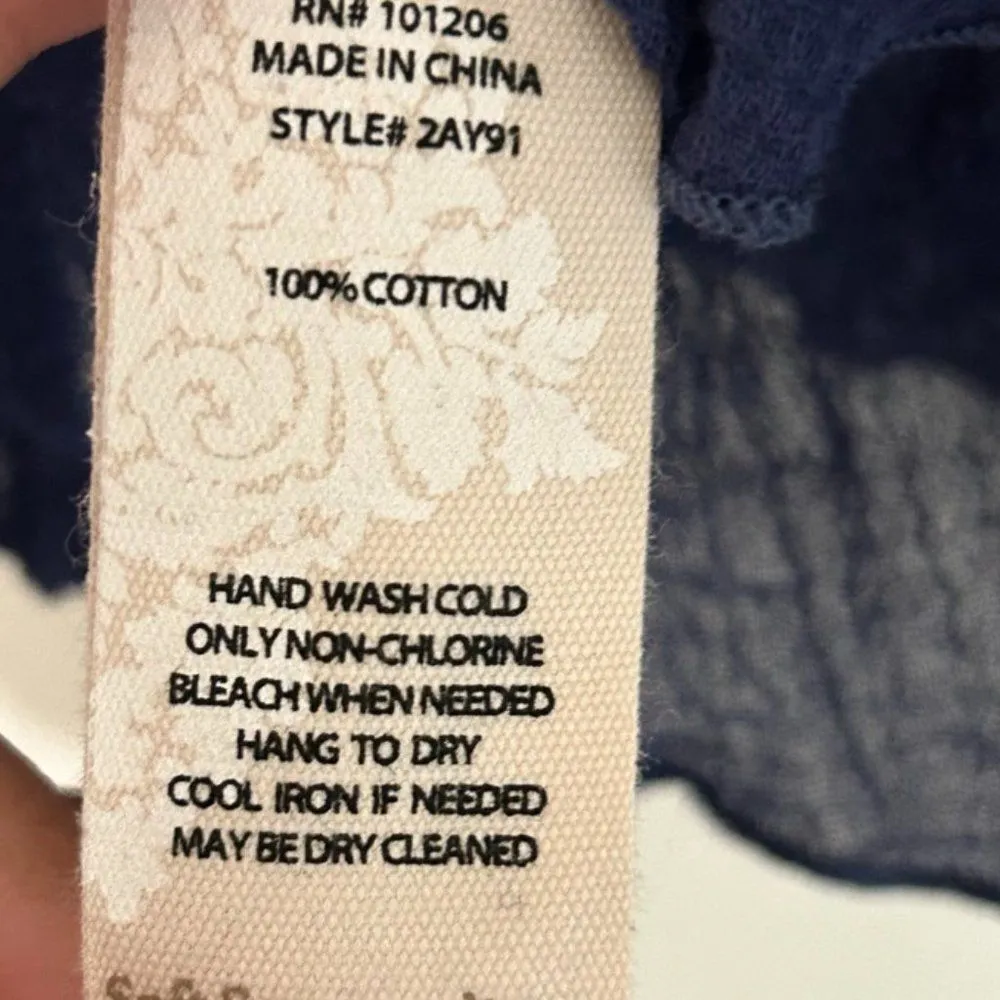 RN# 101206
MADE IN CHINA
STYLE# 2AY91
100% COTTON
HAND WASH COLD
ONLY NON-CHLORINE
BLEACH WHEN NEEDED
HANG TO DRY
COOL IRON IF NEEDED
MAY BE DRY CLEANED